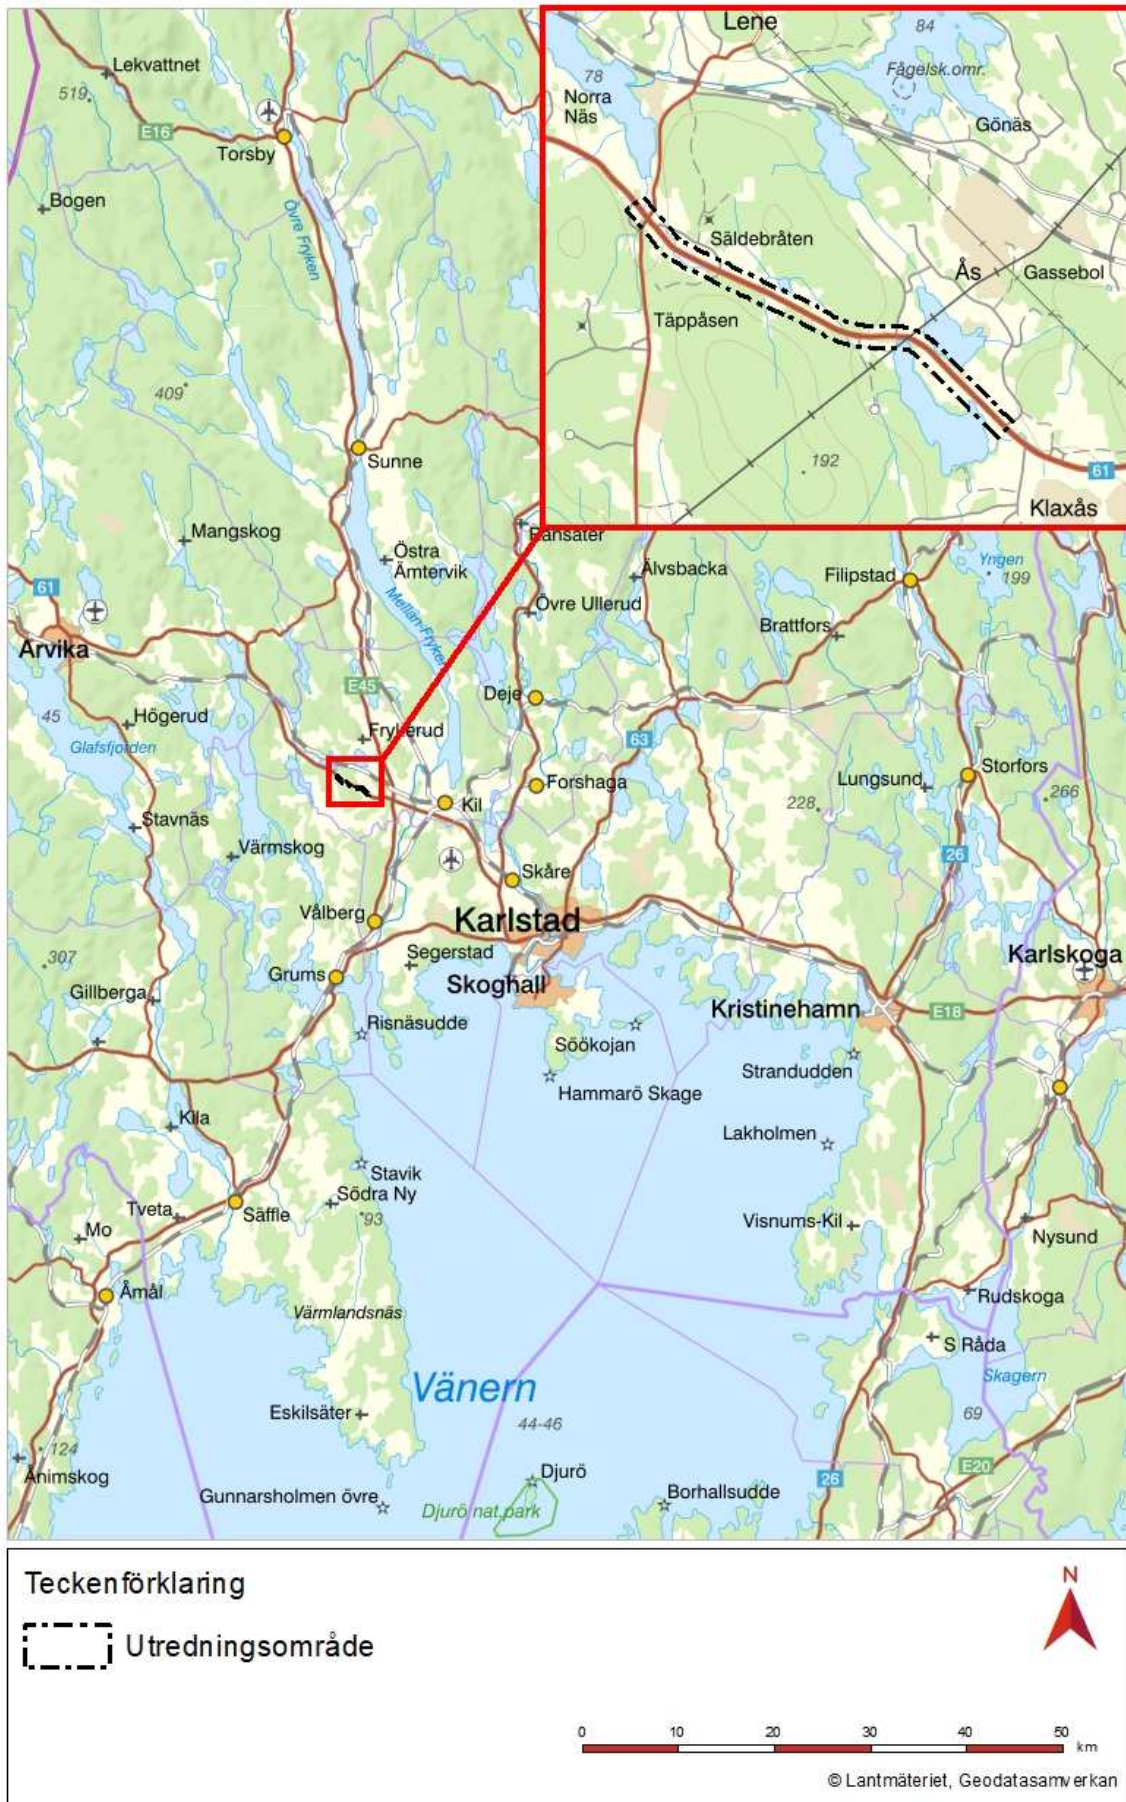 Lene
84
78
Fågelsk.omr.
Norra
Näs
Gönäs
Säldebråten
Ås
Gassebol
Täppåsen
192
61
Klaxås
Lekvattnet
519
E16
Torsby
Bogen
Övre Fryken
409
Sunne
Mangskog
Östra
Ämtervik
Mellan-Fryken
Ransäter
Älvsbacka
Övre Ullerud
Filipstad
Yngen
199
Brattfors
61
Arvika
E45
Deje
45
Högerud
Glafsfjorden
Frykerud
63
Storfors
Lungsund
266
Kil
Forshaga
228
Stavnäs
Värmskog
26
Skåre
Vålberg
Karlstad
Segerstad
307
Grums
Karlskoga
Gillberga
Skoghall
Kristinehamn
E18
Risnäsudde
Söökojan
Strandudden
Hammarö Skage
Kila
Lakholmen
Stavik
Södra Ny
Tveta
Säffle
93
Mo
Visnums-Kil
Nysund
Åmål
Värmlandsnäs
Rudskoga
S Råda
Vänern
Skagern
Eskilsäter
44-46
69
124
Ånimskog
E20
Djurö
26
Gunnarsholmen övre
Djurö nat.park
Borhallsudde
Teckenförklaring
Utredningsområde
N
0 10 20 30 40 50
km
© Lantmäteriet, Geodatasamverkan